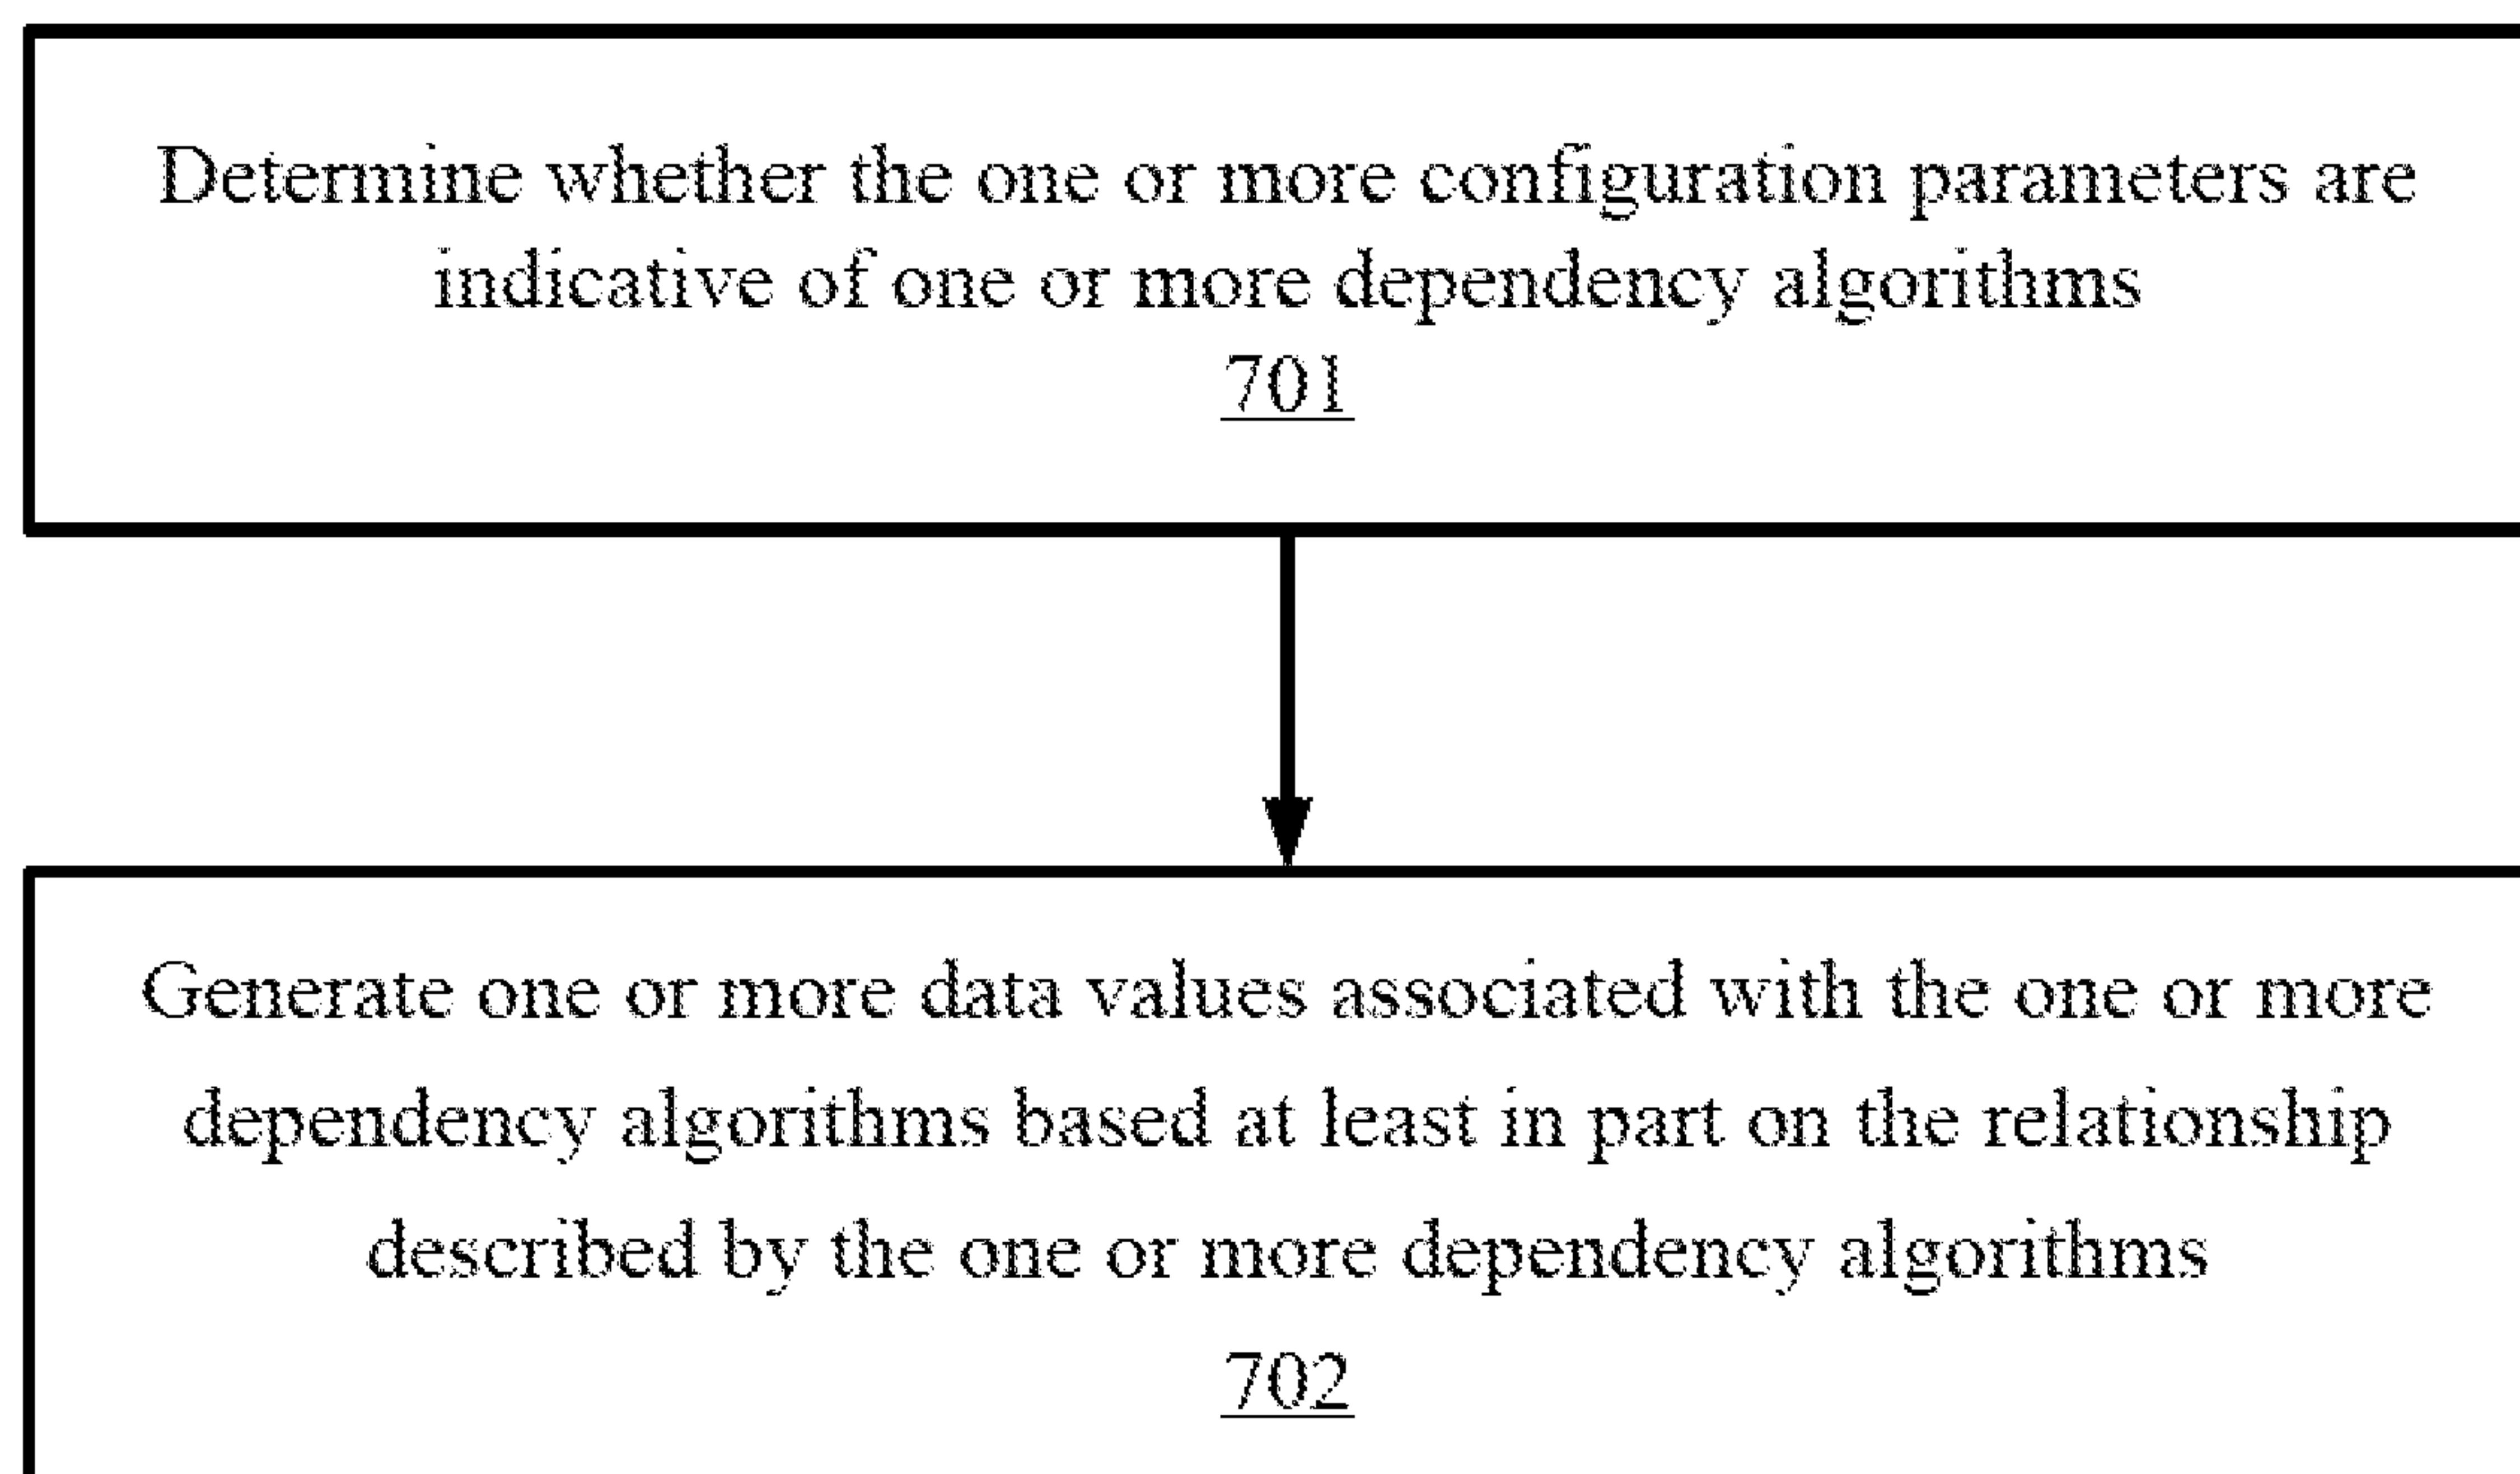 Determine whether the one or more configuration parameters are
indicative of one or more dependency algorithms
701
Generate one or more data values associated with the one or more
dependency algorithms based at least in part on the relationship
described by the one or more dependency algorithms
702